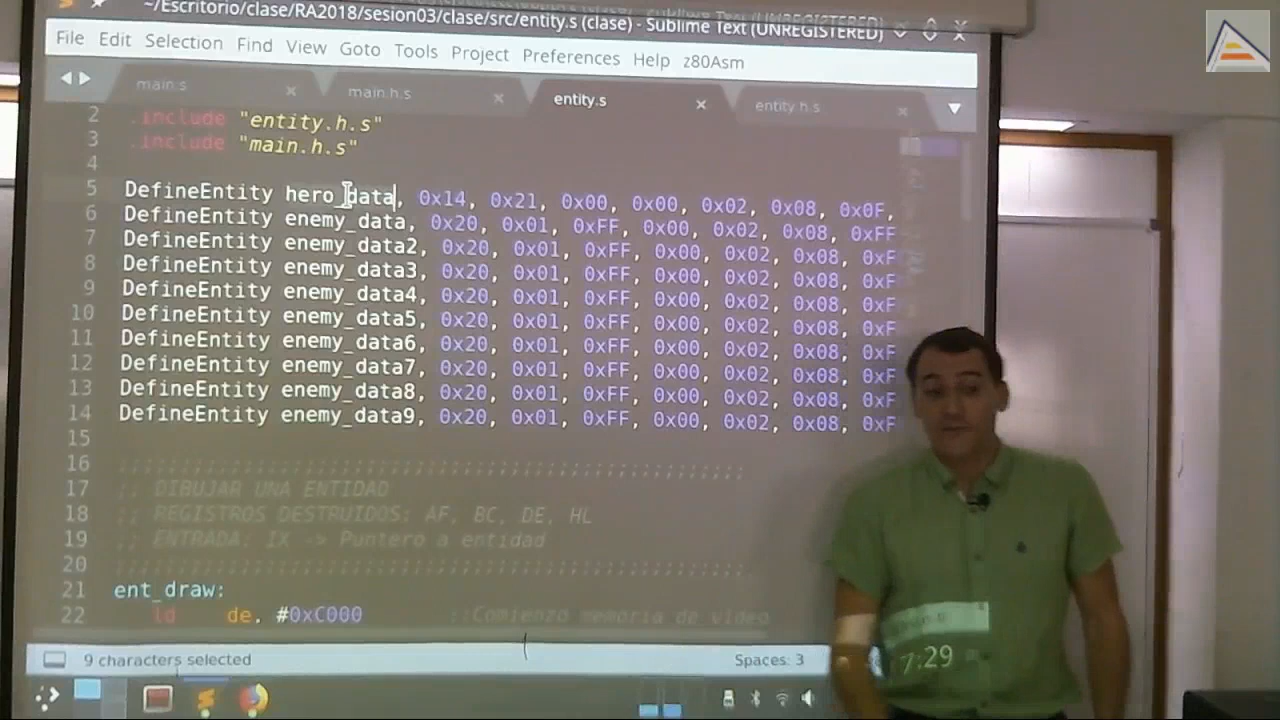 ~/Escritorio/clase/RA2018/sesion03/clase/src/entity.s (clase) - Sublime Text (UNREGISTERED)
File Edit Selection Find View Goto Tools Project Preferences Help z80Asm
main.s main.h.s entity.s entity.h.s
2 .include "entity.h.s"
3 .include "main.h.s"
4
5 DefineEntity hero_data, 0x14, 0x21, 0x00, 0x00, 0x02, 0x08, 0x0F,
6 DefineEntity enemy_data, 0x20, 0x01, 0xFF, 0x00, 0x02, 0x08, 0xFF
7 DefineEntity enemy_data2, 0x20, 0x01, 0xFF, 0x00, 0x02, 0x08, 0xF
8 DefineEntity enemy_data3, 0x20, 0x01, 0xFF, 0x00, 0x02, 0x08, 0xF
9 DefineEntity enemy_data4, 0x20, 0x01, 0xFF, 0x00, 0x02, 0x08, 0xF
10 DefineEntity enemy_data5, 0x20, 0x01, 0xFF, 0x00, 0x02, 0x08, 0xF
11 DefineEntity enemy_data6, 0x20, 0x01, 0xFF, 0x00, 0x02, 0x08, 0xF
12 DefineEntity enemy_data7, 0x20, 0x01, 0xFF, 0x00, 0x02, 0x08, 0xF
13 DefineEntity enemy_data8, 0x20, 0x01, 0xFF, 0x00, 0x02, 0x08, 0xF
14 DefineEntity enemy_data9, 0x20, 0x01, 0xFF, 0x00, 0x02, 0x08, 0xF
15
16 ;;;;;;;;;;;;;;;;;;;;;;;;;;;;;;;;;;;;;;;;;;;;;;;;;;;;
17 ;; DIBUJAR UNA ENTIDAD
18 ;; REGISTROS DESTRUIDOS: AF, BC, DE, HL
19 ;; ENTRADA: IX -> Puntero a entidad
20 ;;;;;;;;;;;;;;;;;;;;;;;;;;;;;;;;;;;;;;;;;;;;;;;;;;;;
21 ent_draw:
22 ld de, #0xC000 ;;Comienzo memoria de video
9 characters selected Spaces: 3
7:29